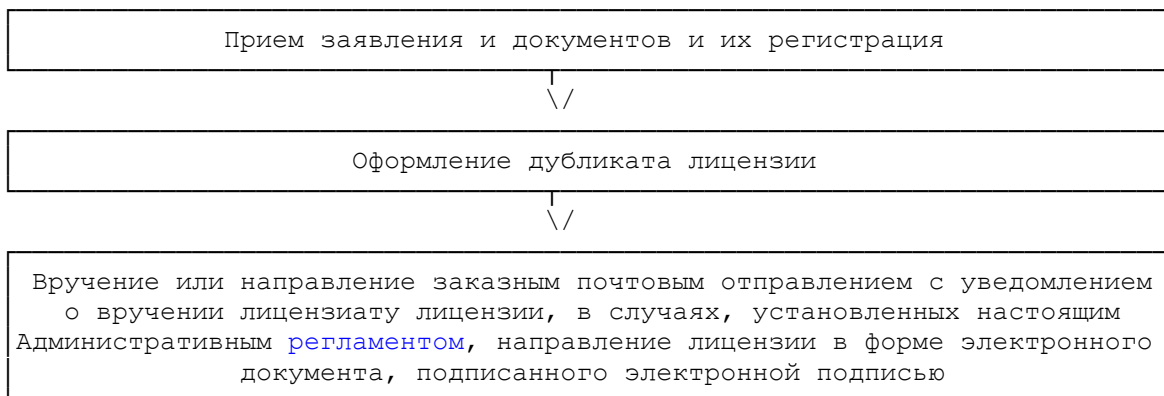 Прием заявления и документов и их регистрация
\/
Оформление дубликата лицензии
\/
Вручение или направление заказным почтовым отправлением с уведомлением
о вручении лицензиату лицензии, в случаях, установленных настоящим
Административным регламентом, направление лицензии в форме электронного
документа, подписанного электронной подписью